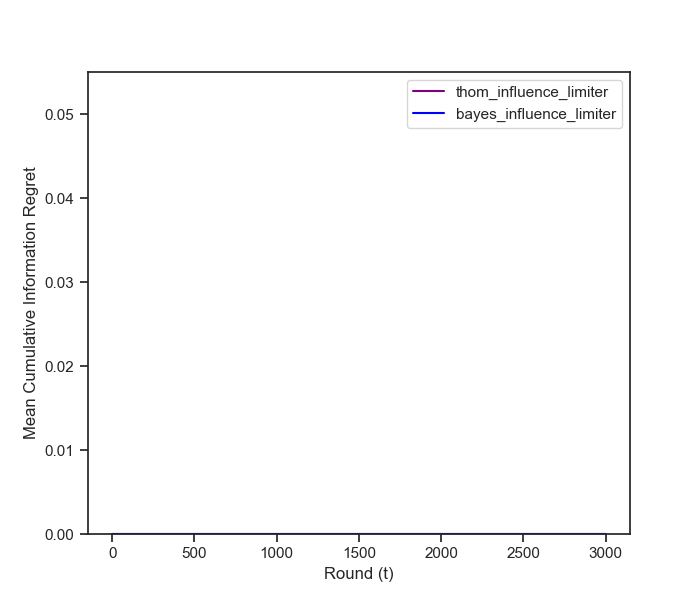 thom_influence_limiter
bayes_influence_limiter
Mean Cumulative Information Regret
0.05
0.04
0.03
0.02
0.01
0.00
0 500 1000 1500 2000 2500 3000
Round (t)